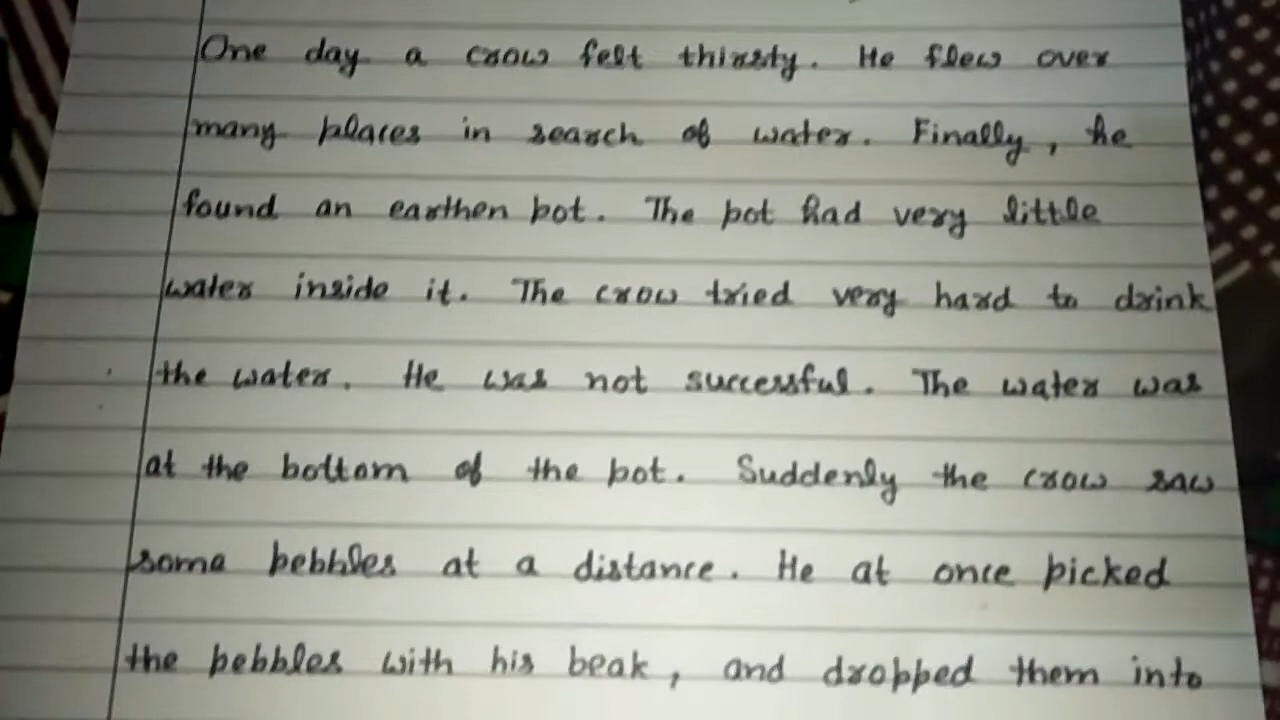 One day a crow felt thirsty. He flew over
many places in search of water. Finally, he
found an earthen pot. The pot had very little
water inside it. The crow tried very hard to drink
the water. He was not successful. The water was
at the bottom of the pot. Suddenly the crow saw
some pebbles at a distance. He at once picked
the pebbles with his beak, and dropped them into